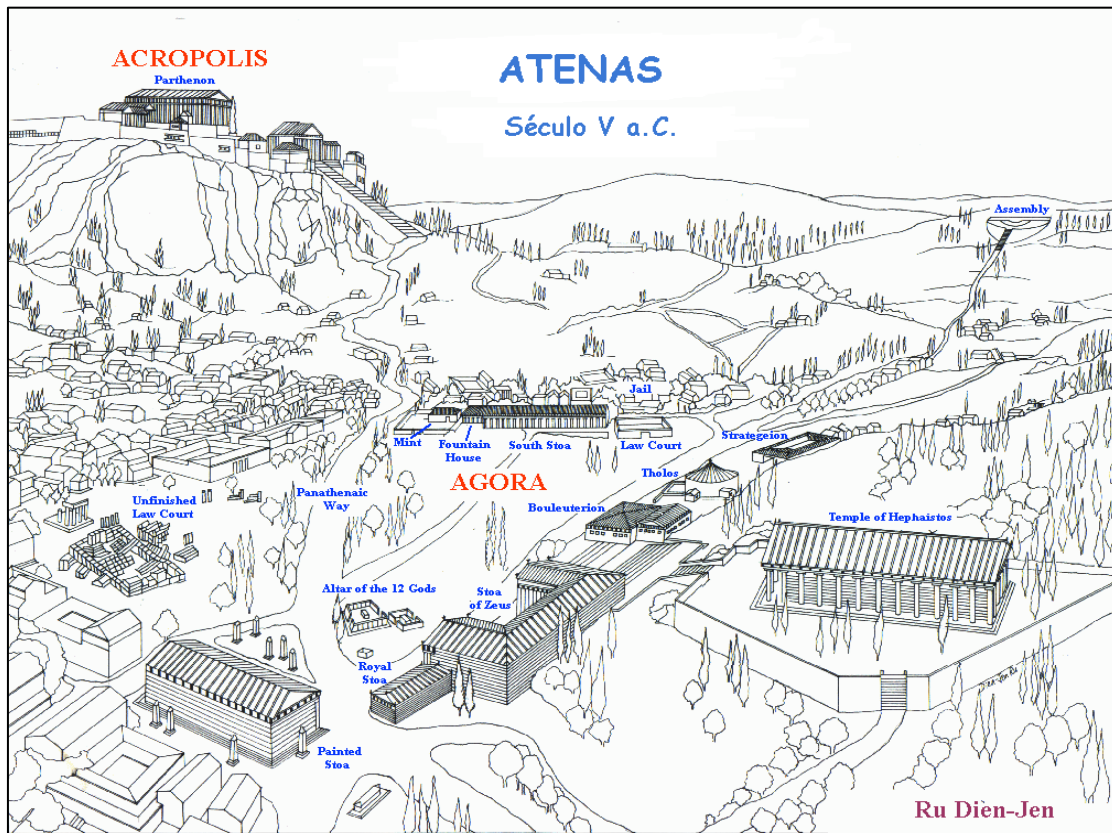 ACROPOLIS
Parthenon
ATENAS
Século V a.C.
Assembly
Jail
Mint
Fountain
House
South Stoa
Law Court
Strategeion
AGORA
Tholos
Unfinished
Law Court
Panathenaic
Way
Bouleuterion
Temple of Hephaistos
Altar of the 12 Gods
Stoa
of Zeus
Royal
Stoa
Painted
Stoa
Ru Dièn-Jen